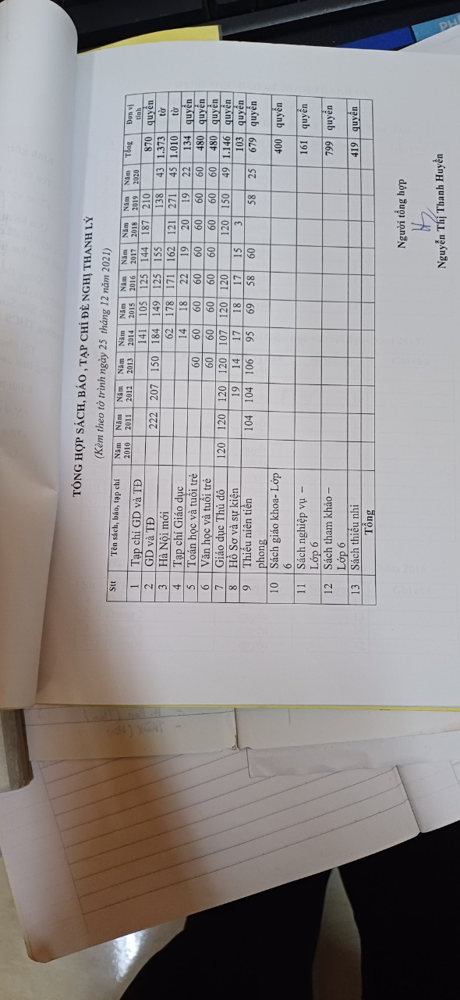 TỔNG HỢP SÁCH, BÁO , TẠP CHÍ ĐỀ NGHỊ THANH LÝ
(Kèm theo tờ trình ngày 25 tháng 12 năm 2021)
Stt Tên sách, báo, tạp chí Năm 2010 Năm 2011 Năm 2012 Năm 2013 Năm 2014 Năm 2015 Năm 2016 Năm 2017 Năm 2018 Năm 2019 Năm 2020 Tổng Đơn vị tính
1 Tạp chí GD và TĐ 141 105 125 144 187 210 870 quyển
2 GD và TĐ 222 207 150 184 149 125 155 138 43 1.373 tờ
3 Hà Nội mới 62 178 171 162 121 271 45 1.010 tờ
4 Tạp chí Giáo dục 14 18 22 19 20 19 22 134 quyển
5 Toán học và tuổi trẻ 60 60 60 60 60 60 60 60 480 quyển
6 Văn học và tuổi trẻ 60 60 60 60 60 60 60 60 480 quyển
7 Giáo dục Thủ đô 120 120 120 120 107 120 120 120 150 49 1.146 quyển
8 Hồ Sơ và sự kiện 19 14 17 18 17 15 3 103 quyển
9 Thiếu niên tiền 104 104 106 95 69 58 60 58 25 679 quyển
phong
10 Sách giáo khoa- Lớp 400 quyển
6
11 Sách nghiệp vụ – 161 quyển
Lớp 6
12 Sách tham khảo – 799 quyển
Lớp 6
13 Sách thiếu nhi 419 quyển
Tổng
Người tổng hợp
Nguyễn Thị Thanh Huyền